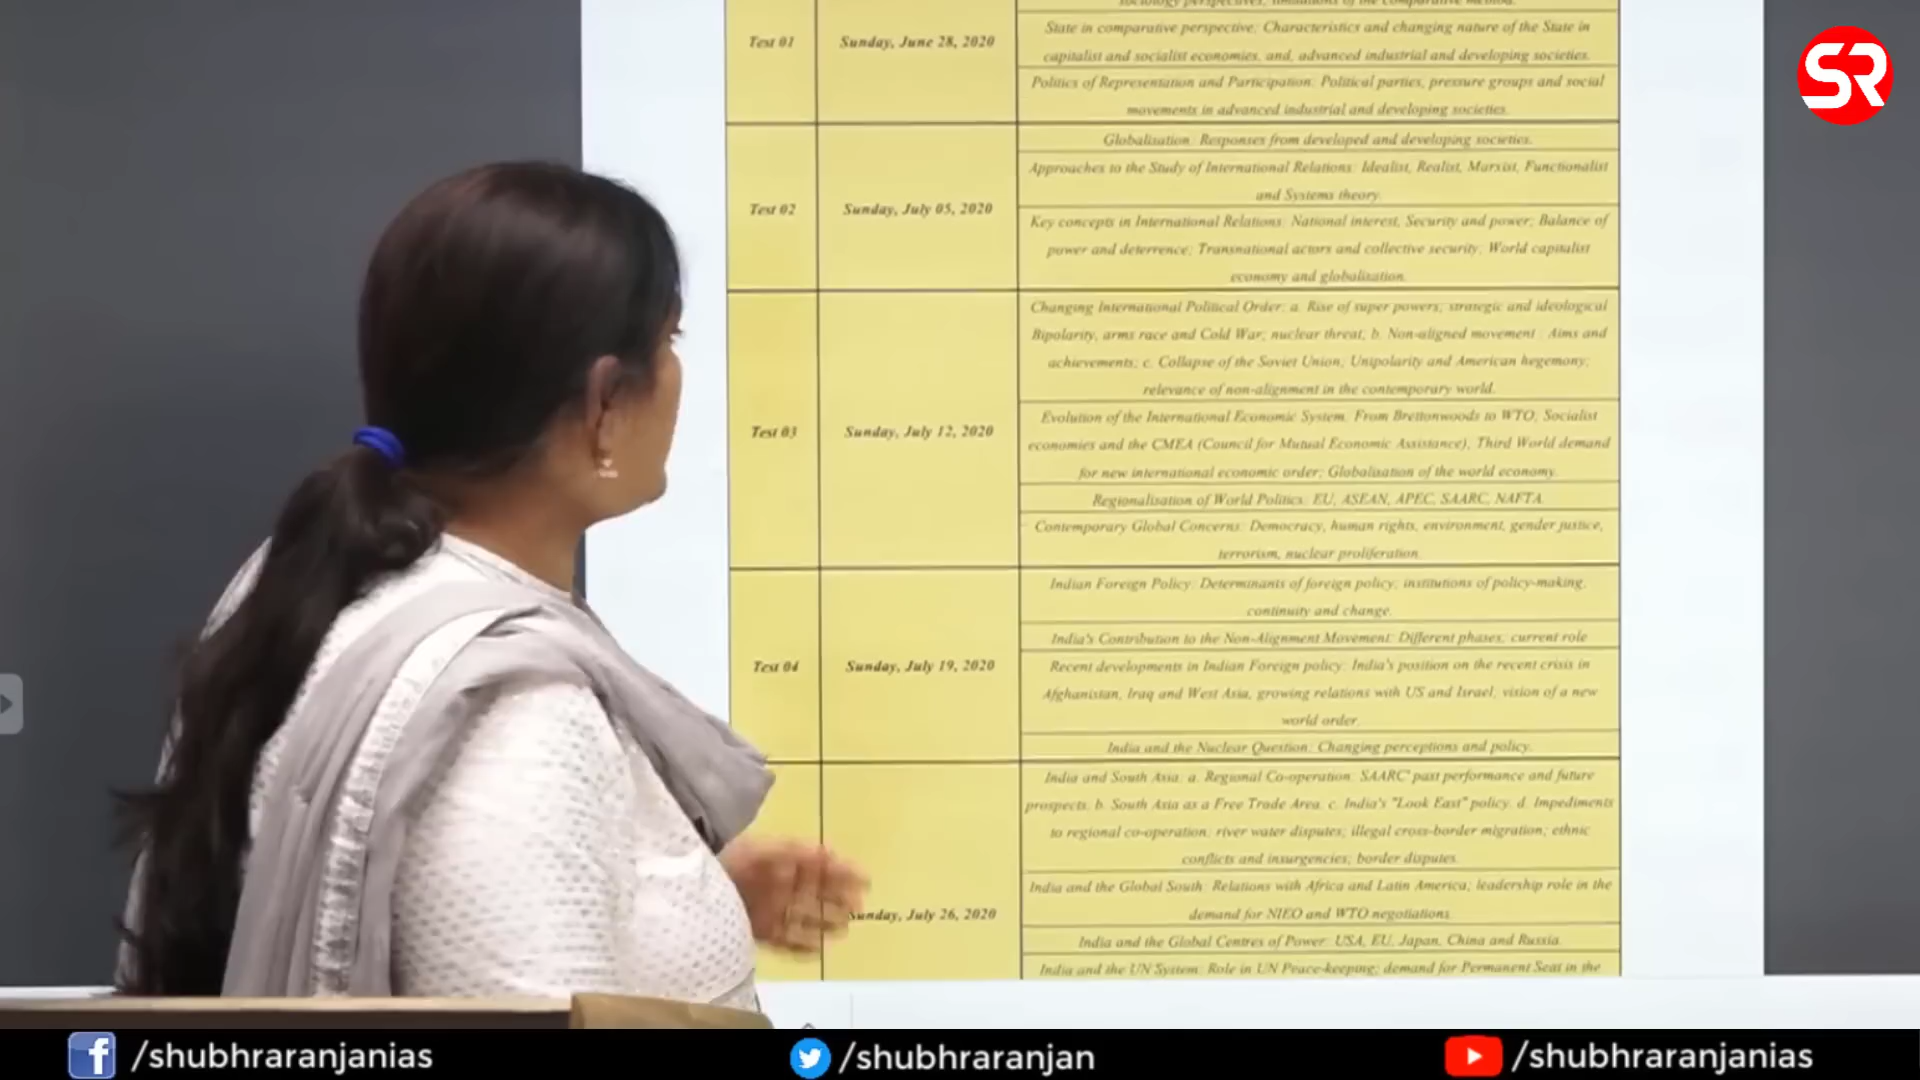 sociology perspectives; limitations of the comparative method.
Test 01
Sunday, June 28, 2020
State in comparative perspective: Characteristics and changing nature of the State in
capitalist and socialist economies, and, advanced industrial and developing societies.
Politics of Representation and Participation: Political parties, pressure groups and social
movements in advanced industrial and developing societies.
Test 02
Sunday, July 05, 2020
Globalisation: Responses from developed and developing societies.
Approaches to the Study of International Relations: Idealist, Realist, Marxist, Functionalist
and Systems theory.
Key concepts in International Relations: National interest, Security and power; Balance of
power and deterrence; Transnational actors and collective security; World capitalist
economy and globalisation.
Test 03
Sunday, July 12, 2020
Changing International Political Order: a. Rise of super powers; strategic and ideological
Bipolarity, arms race and Cold War; nuclear threat; b. Non-aligned movement : Aims and
achievements; c. Collapse of the Soviet Union; Unipolarity and American hegemony;
relevance of non-alignment in the contemporary world.
Evolution of the International Economic System: From Brettonwoods to WTO; Socialist
economies and the CMEA (Council for Mutual Economic Assistance); Third World demand
for new international economic order; Globalisation of the world economy.
Regionalisation of World Politics: EU, ASEAN, APEC, SAARC, NAFTA.
Contemporary Global Concerns: Democracy, human rights, environment, gender justice,
terrorism, nuclear proliferation.
Test 04
Sunday, July 19, 2020
Indian Foreign Policy: Determinants of foreign policy; institutions of policy-making;
continuity and change.
India's Contribution to the Non-Alignment Movement: Different phases; current role
Recent developments in Indian Foreign policy: India's position on the recent crisis in
Afghanistan, Iraq and West Asia, growing relations with US and Israel; vision of a new
world order.
India and the Nuclear Question: Changing perceptions and policy.
Sunday, July 26, 2020
India and South Asia: a. Regional Co-operation: SAARC' past performance and future
prospects. b. South Asia as a Free Trade Area. c. India's "Look East" policy. d. Impediments
to regional co-operation: river water disputes; illegal cross-border migration; ethnic
conflicts and insurgencies; border disputes.
India and the Global South: Relations with Africa and Latin America; leadership role in the
demand for NIEO and WTO negotiations.
India and the Global Centres of Power: USA, EU, Japan, China and Russia.
India and the UN System: Role in UN Peace-keeping; demand for Permanent Seat in the
SR
/shubhraranjanias
/shubhraranjan
/shubhraranjanias